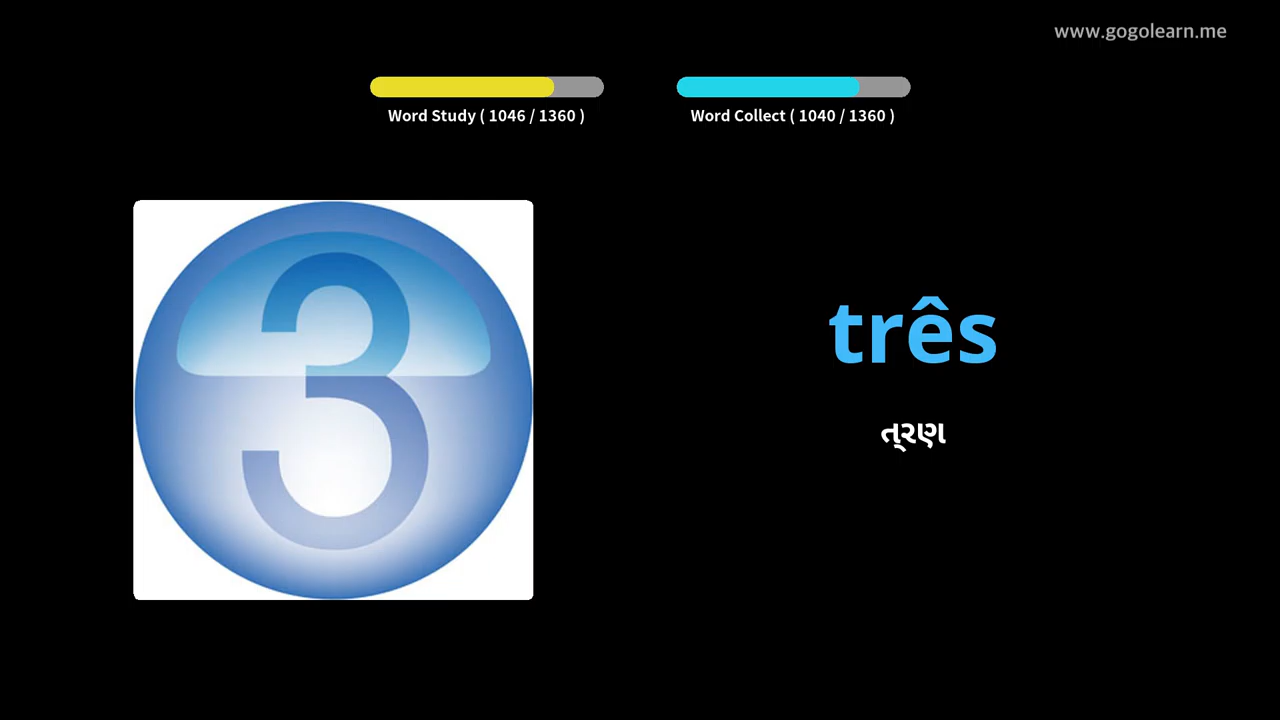 www.gogolearn.me
Word Study ( 1046 / 1360 )
Word Collect ( 1040 / 1360 )
3
três
ત્રણ